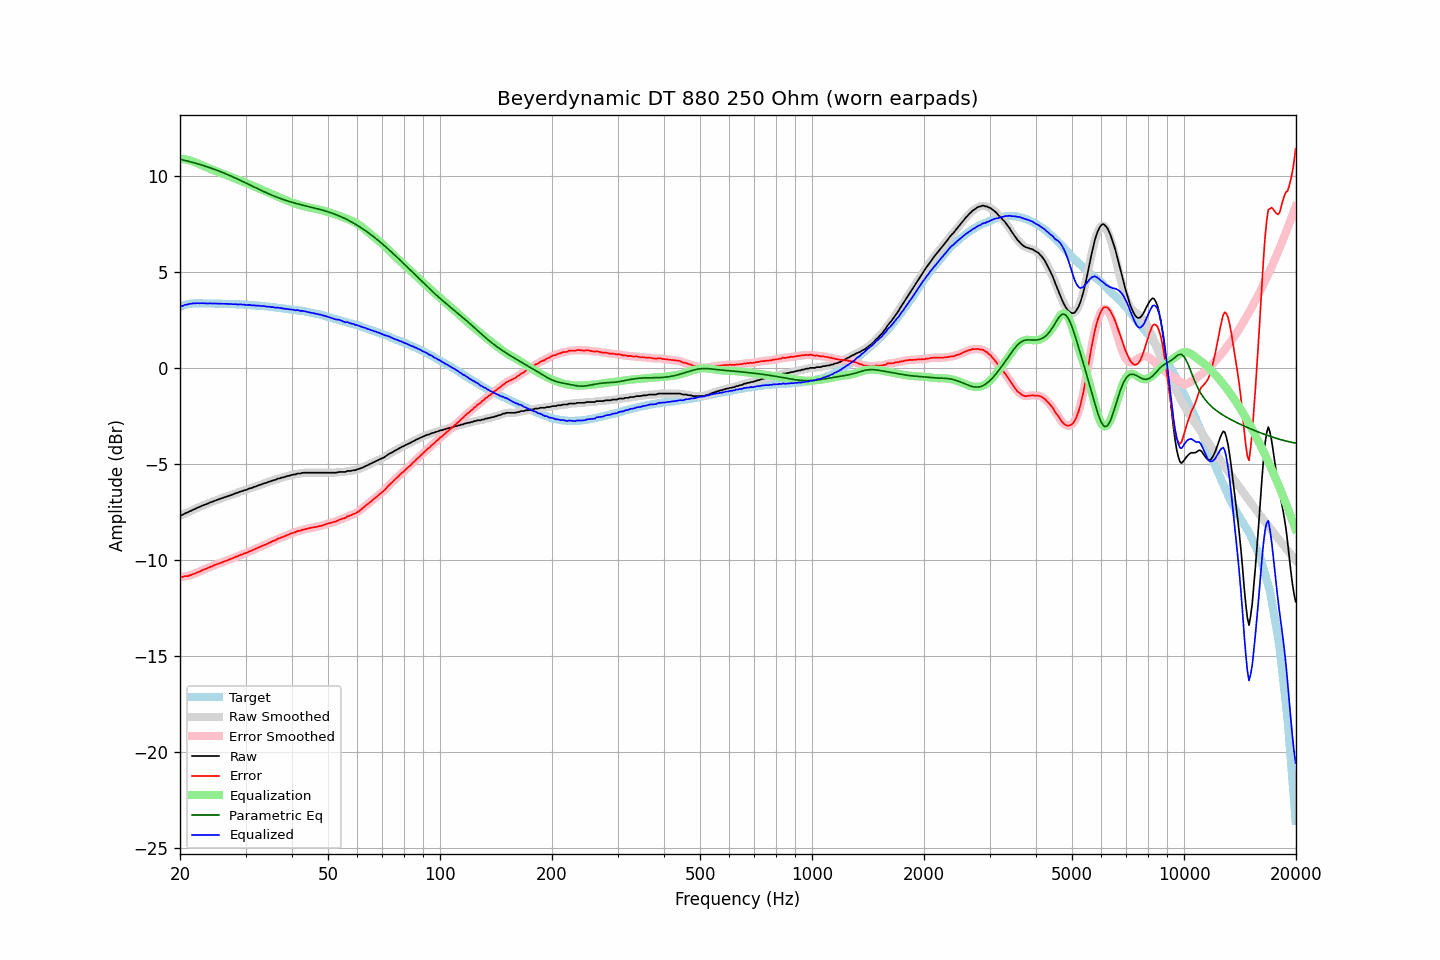 Beyerdynamic DT 880 250 Ohm (worn earpads)
Amplitude (dBr)
10
5
0
−5
−10
−15
−20
−25
Target
Raw Smoothed
Error Smoothed
Raw
Error
Equalization
Parametric Eq
Equalized
20 50 100 200 500 1000 2000 5000 10000 20000
Frequency (Hz)